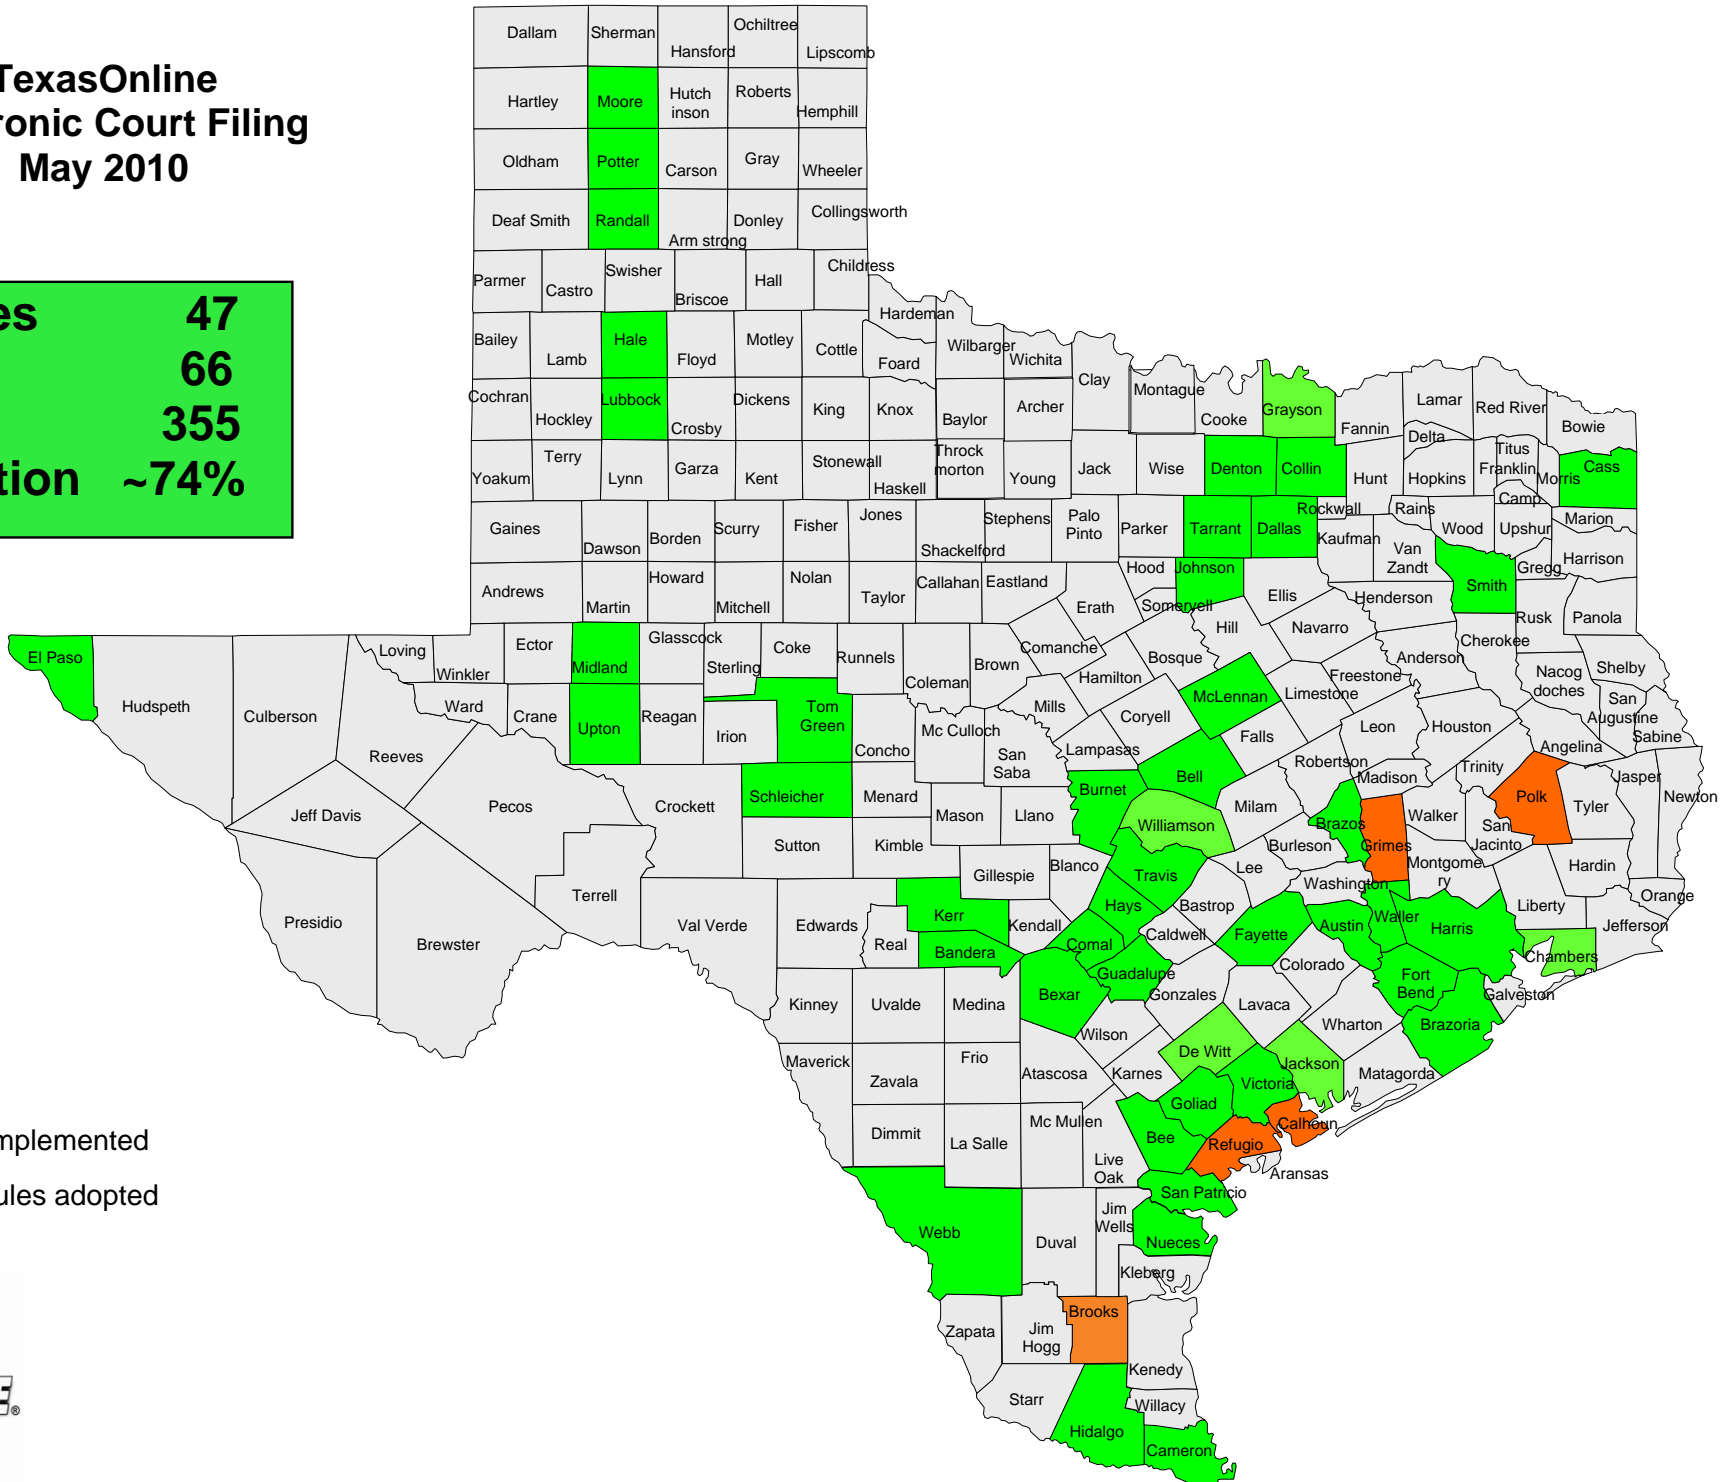 TexasOnline
ronic Court Filing
May 2010
es 47
66
355
tion ~74%
mplemented
ules adopted
Dallam
Sherman
Hansford
Ochiltree
Lipscomb
Hartley
Moore
Hutch
inson
Roberts
Hemphill
Oldham
Potter
Carson
Gray
Wheeler
Deaf Smith
Randall
Arm strong
Donley
Collingsworth
Parmer
Castro
Swisher
Briscoe
Hall
Childress
Hardeman
Bailey
Lamb
Hale
Floyd
Motley
Cottle
Foard
Wilbarger
Wichita
Clay
Montague
Cooke
Grayson
Fannin
Lamar
Red River
Bowie
Cochran
Hockley
Lubbock
Crosby
Dickens
King
Knox
Baylor
Archer
Delta
Titus
Yoakum
Terry
Lynn
Garza
Kent
Stonewall
Haskell
Throck
morton
Young
Jack
Wise
Denton
Collin
Hunt
Hopkins
Franklin
Camp
Morris
Cass
Gaines
Dawson
Borden
Scurry
Fisher
Jones
Shackelford
Stephens
Palo
Pinto
Parker
Tarrant
Dallas
Rockwall
Kaufman
Rains
Van
Zandt
Wood
Upshur
Marion
Harrison
Gregg
Smith
Andrews
Martin
Howard
Mitchell
Nolan
Taylor
Callahan
Eastland
Erath
Hood
Somervell
Johnson
Ellis
Henderson
Rusk
Panola
El Paso
Hudspeth
Culberson
Loving
Winkler
Ector
Midland
Glasscock
Sterling
Coke
Runnels
Coleman
Brown
Comanche
Hamilton
Bosque
Hill
Navarro
Anderson
Cherokee
Nacog
doches
Shelby
San
Augustine
Sabine
Reeves
Ward
Crane
Upton
Reagan
Irion
Tom
Green
Concho
Mc Culloch
San
Saba
Mills
Lampasas
Coryell
McLennan
Limestone
Freestone
Falls
Leon
Houston
Angelina
Jeff Davis
Pecos
Crockett
Schleicher
Menard
Mason
Llano
Burnet
Bell
Williamson
Milam
Robertson
Madison
Trinity
Polk
Tyler
Jasper
Newton
Brazos
Grimes
Walker
San
Jacinto
Sutton
Kimble
Gillespie
Blanco
Travis
Lee
Burleson
Washington
Montgome
ry
Hardin
Orange
Liberty
Jefferson
Presidio
Brewster
Terrell
Val Verde
Edwards
Real
Kerr
Bandera
Kendall
Comal
Hays
Bastrop
Caldwell
Fayette
Austin
Waller
Harris
Chambers
Guadalupe
Colorado
Fort
Bend
Galveston
Kinney
Uvalde
Medina
Bexar
Gonzales
Lavaca
Wharton
Brazoria
Wilson
De Witt
Jackson
Matagorda
Maverick
Zavala
Frio
Atascosa
Karnes
Victoria
Goliad
Calhoun
Dimmit
La Salle
Mc Mullen
Live
Oak
Bee
Refugio
Aransas
San Patricio
Webb
Duval
Jim
Wells
Nueces
Kleberg
Zapata
Jim
Hogg
Brooks
Kenedy
Starr
Willacy
Hidalgo
Cameron